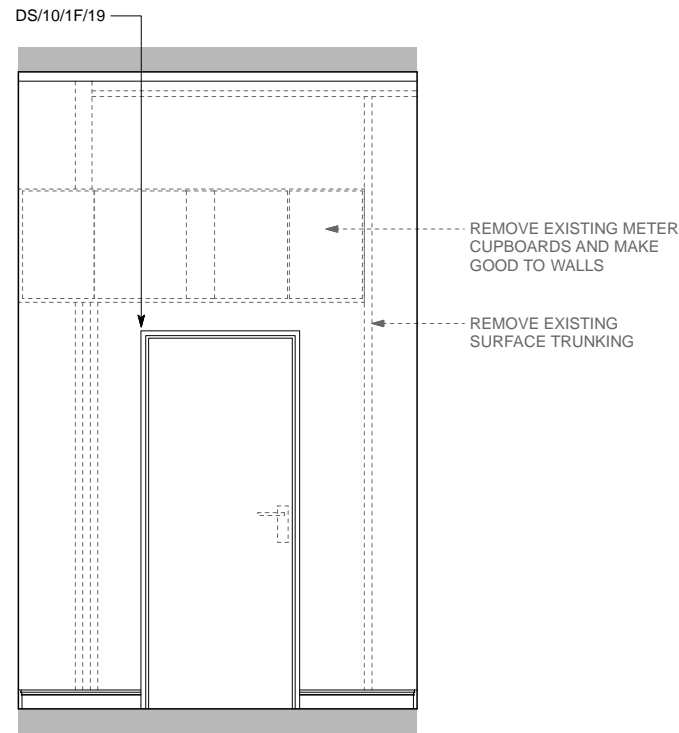 DS/10/1F/19
REMOVE EXISTING METER
CUPBOARDS AND MAKE
GOOD TO WALLS
REMOVE EXISTING
SURFACE TRUNKING